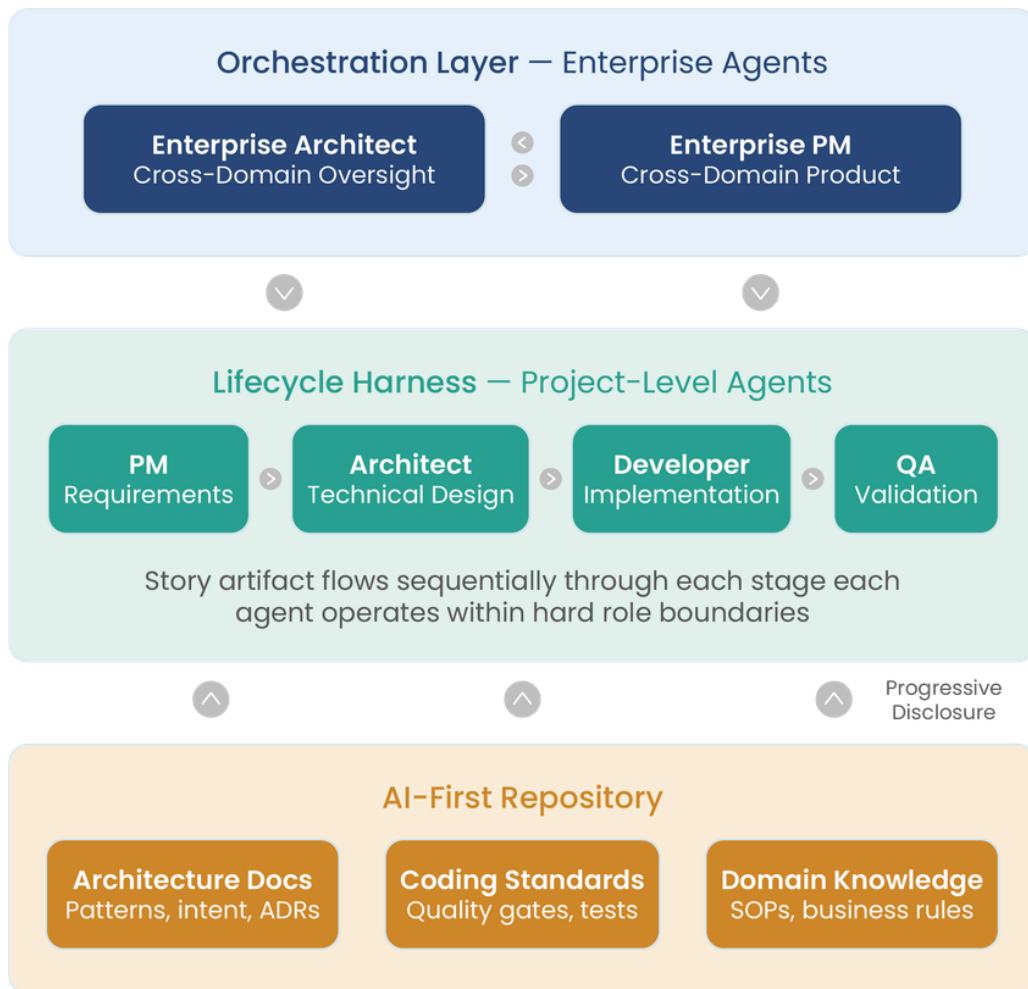 Orchestration Layer — Enterprise Agents
Enterprise Architect
Cross-Domain Oversight
Enterprise PM
Cross-Domain Product
Lifecycle Harness — Project-Level Agents
PM
Requirements
Architect
Technical Design
Developer
Implementation
QA
Validation
Story artifact flows sequentially through each stage each
agent operates within hard role boundaries
Progressive
Disclosure
AI-First Repository
Architecture Docs
Patterns, intent, ADRs
Coding Standards
Quality gates, tests
Domain Knowledge
SOPs, business rules